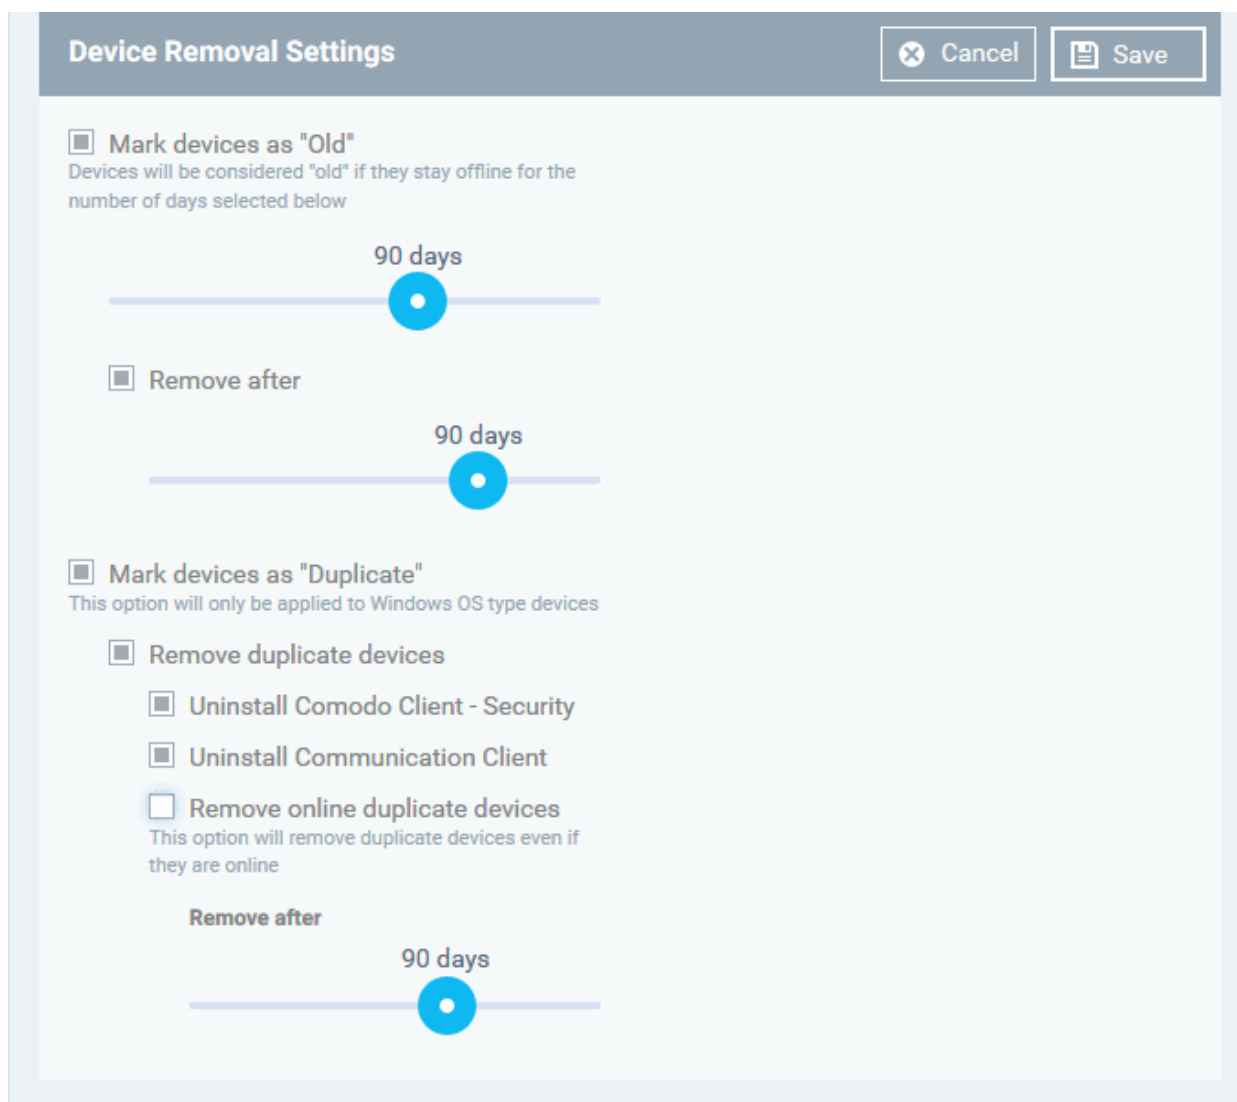 Device Removal Settings
Cancel
Save
Mark devices as "Old"
Devices will be considered "old" if they stay offline for the
number of days selected below
90 days
Remove after
90 days
Mark devices as "Duplicate"
This option will only be applied to Windows OS type devices
Remove duplicate devices
Uninstall Comodo Client - Security
Uninstall Communication Client
Remove online duplicate devices
This option will remove duplicate devices even if
they are online
Remove after
90 days